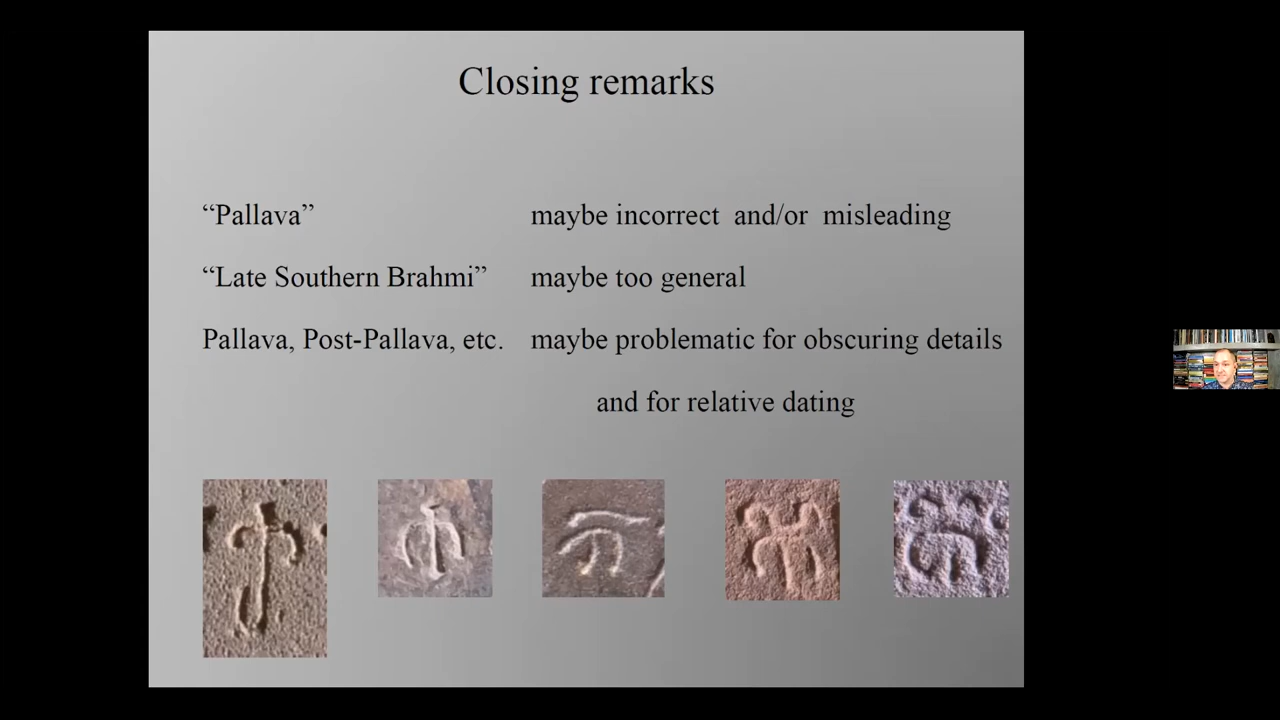 Closing remarks
“Pallava” maybe incorrect and/or misleading
“Late Southern Brahmi” maybe too general
Pallava, Post-Pallava, etc. maybe problematic for obscuring details
and for relative dating